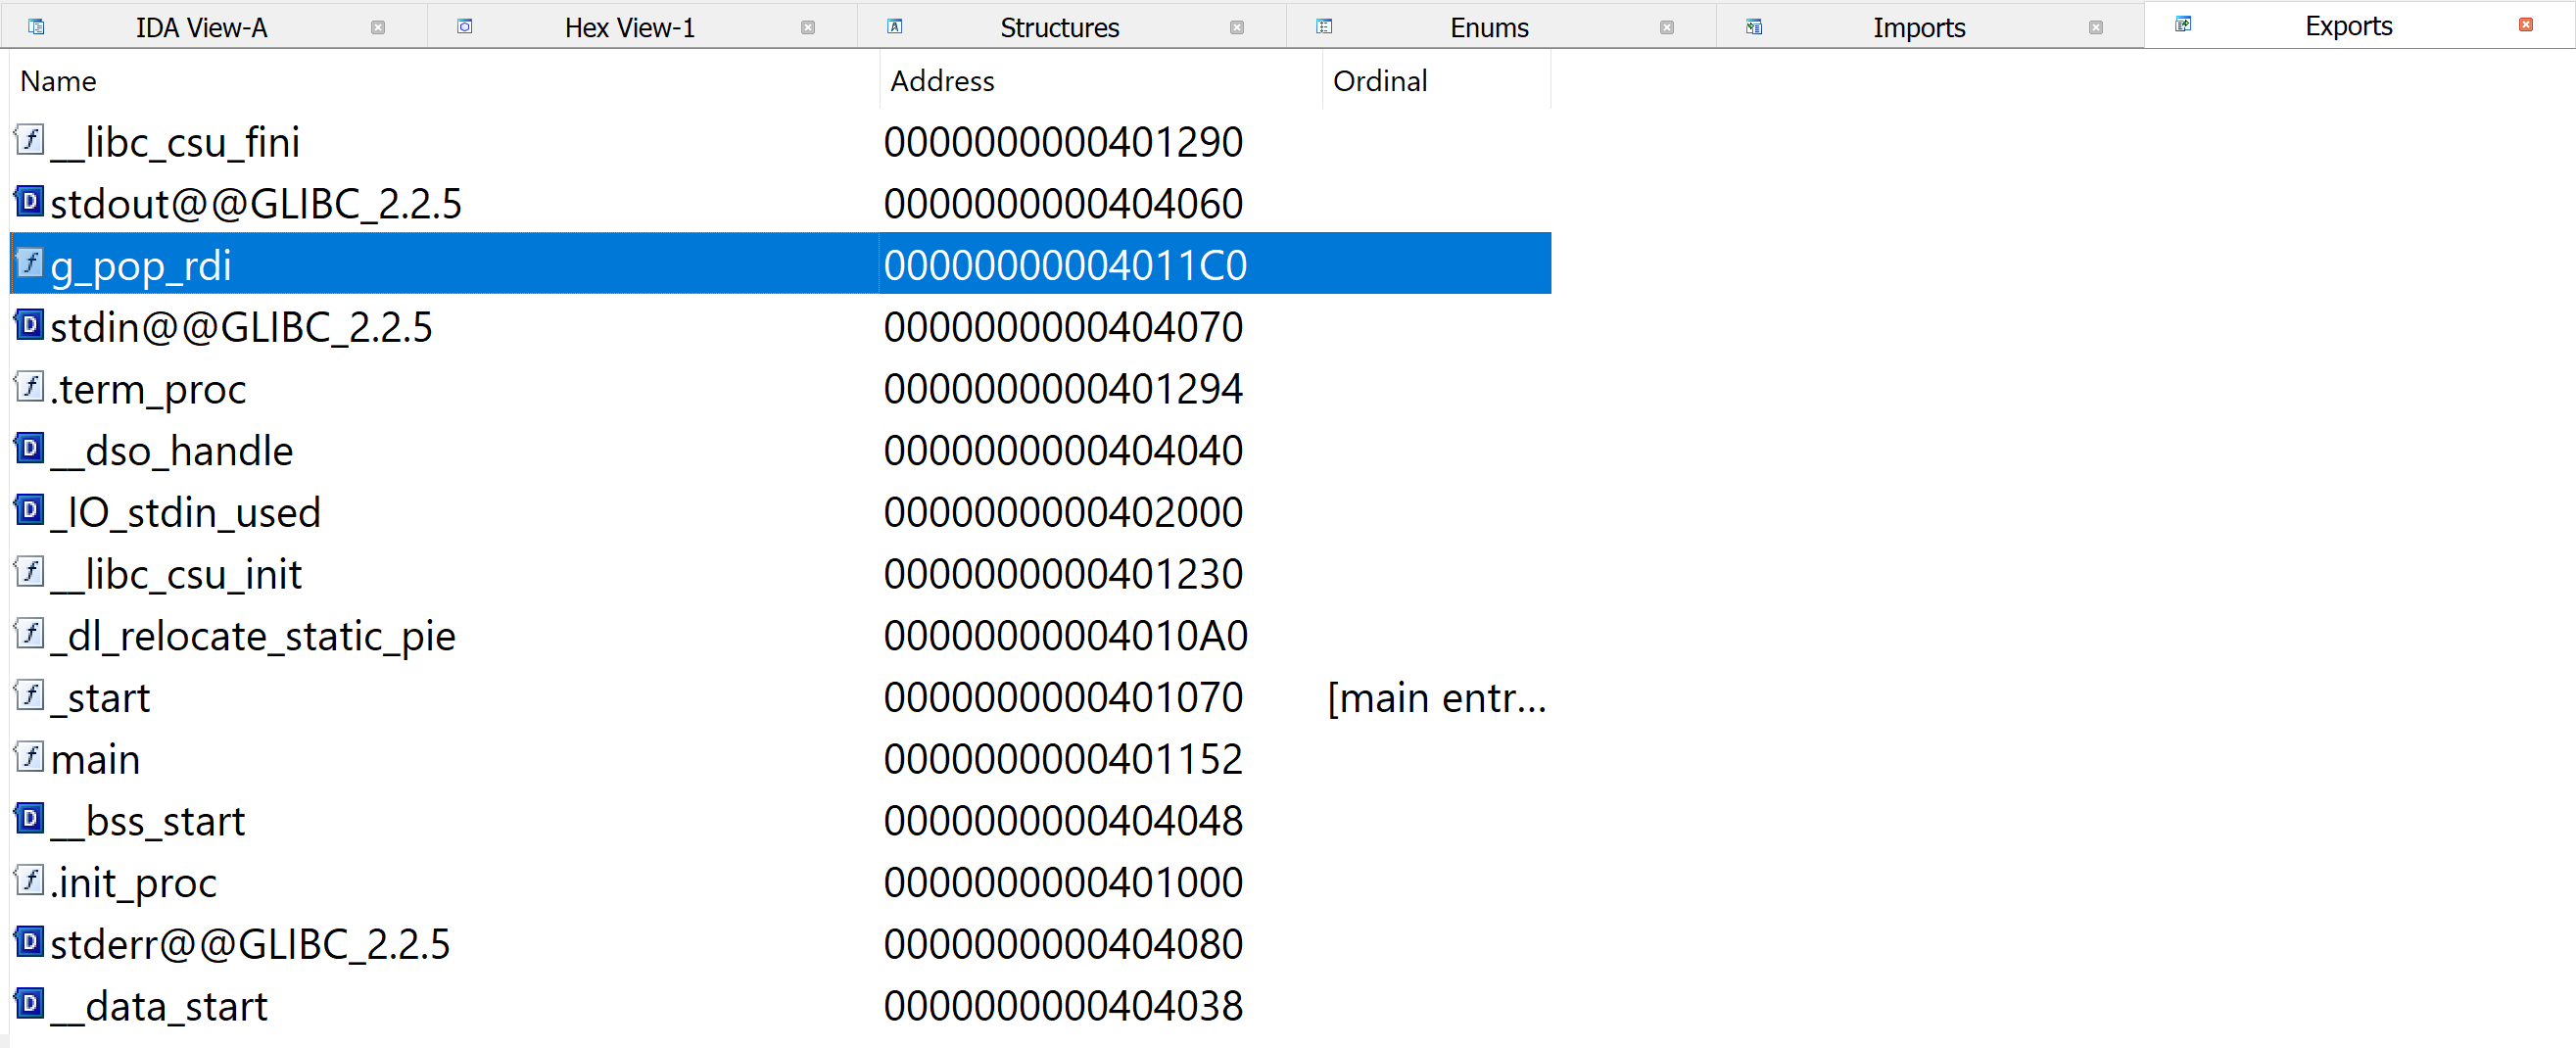 IDA View-A Hex View-1 Structures Enums Imports Exports
Name Address Ordinal
__libc_csu_fini 0000000000401290
stdout@@GLIBC_2.2.5 0000000000404060
g_pop_rdi 00000000004011C0
stdin@@GLIBC_2.2.5 0000000000404070
.term_proc 0000000000401294
__dso_handle 0000000000404040
_IO_stdin_used 0000000000402000
__libc_csu_init 0000000000401230
_dl_relocate_static_pie 00000000004010A0
_start 0000000000401070 [main entr...
main 0000000000401152
__bss_start 0000000000404048
.init_proc 0000000000401000
stderr@@GLIBC_2.2.5 0000000000404080
__data_start 0000000000404038